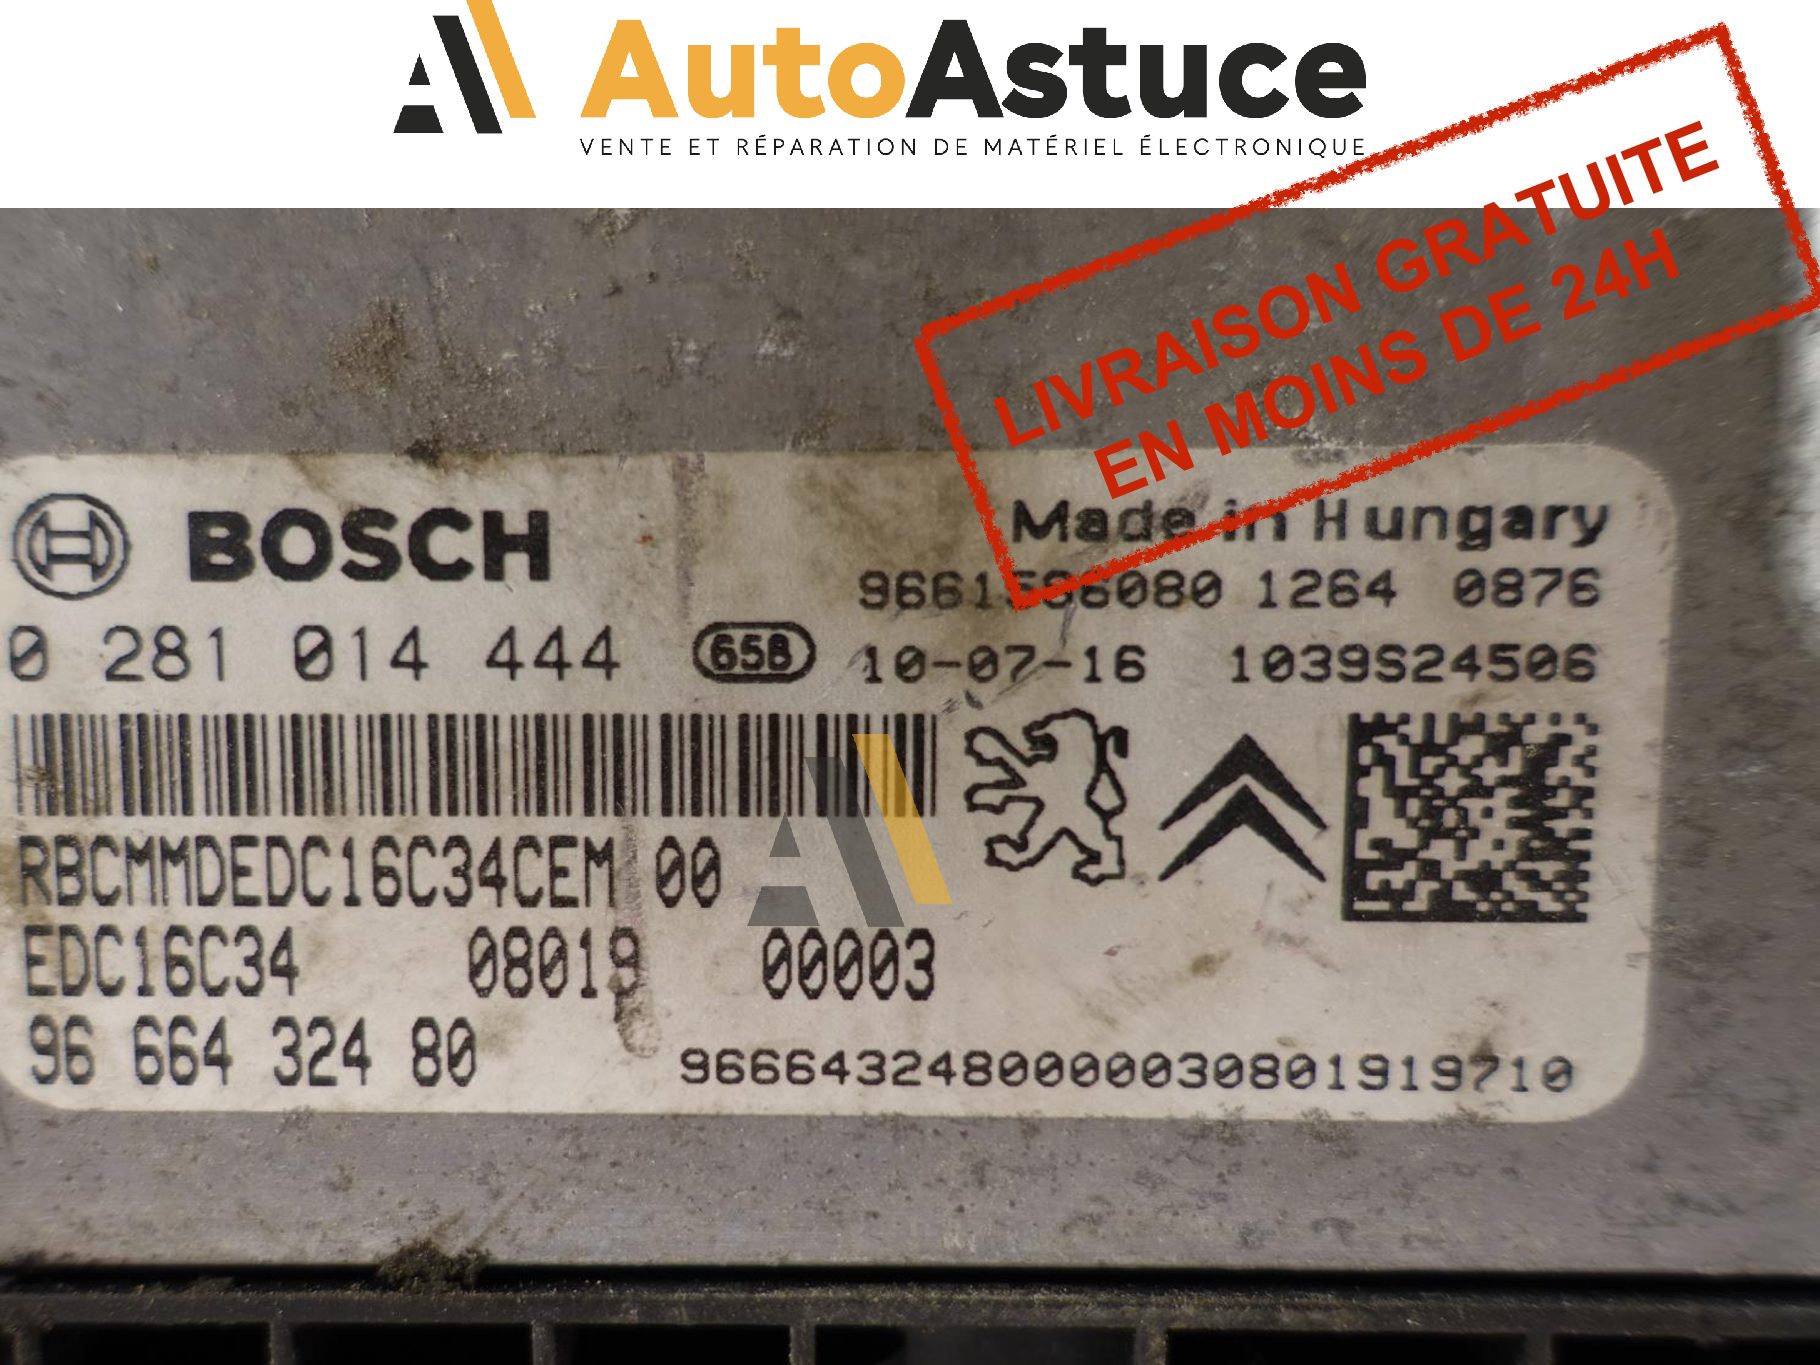 AutoAstuce
VENTE ET RÉPARATION DE MATÉRIEL ÉLECTRONIQUE
LIVRAISON GRATUITE
EN MOINS DE 24H
BOSCH
Made in Hungary
9661596080 1264 0876
0 281 014 444
658
10-07-16 1039S24506
RBCMMDEDC16C34CEM 00
EDC16C34 08019 00003
96 664 324 80
9666432480000030801919710